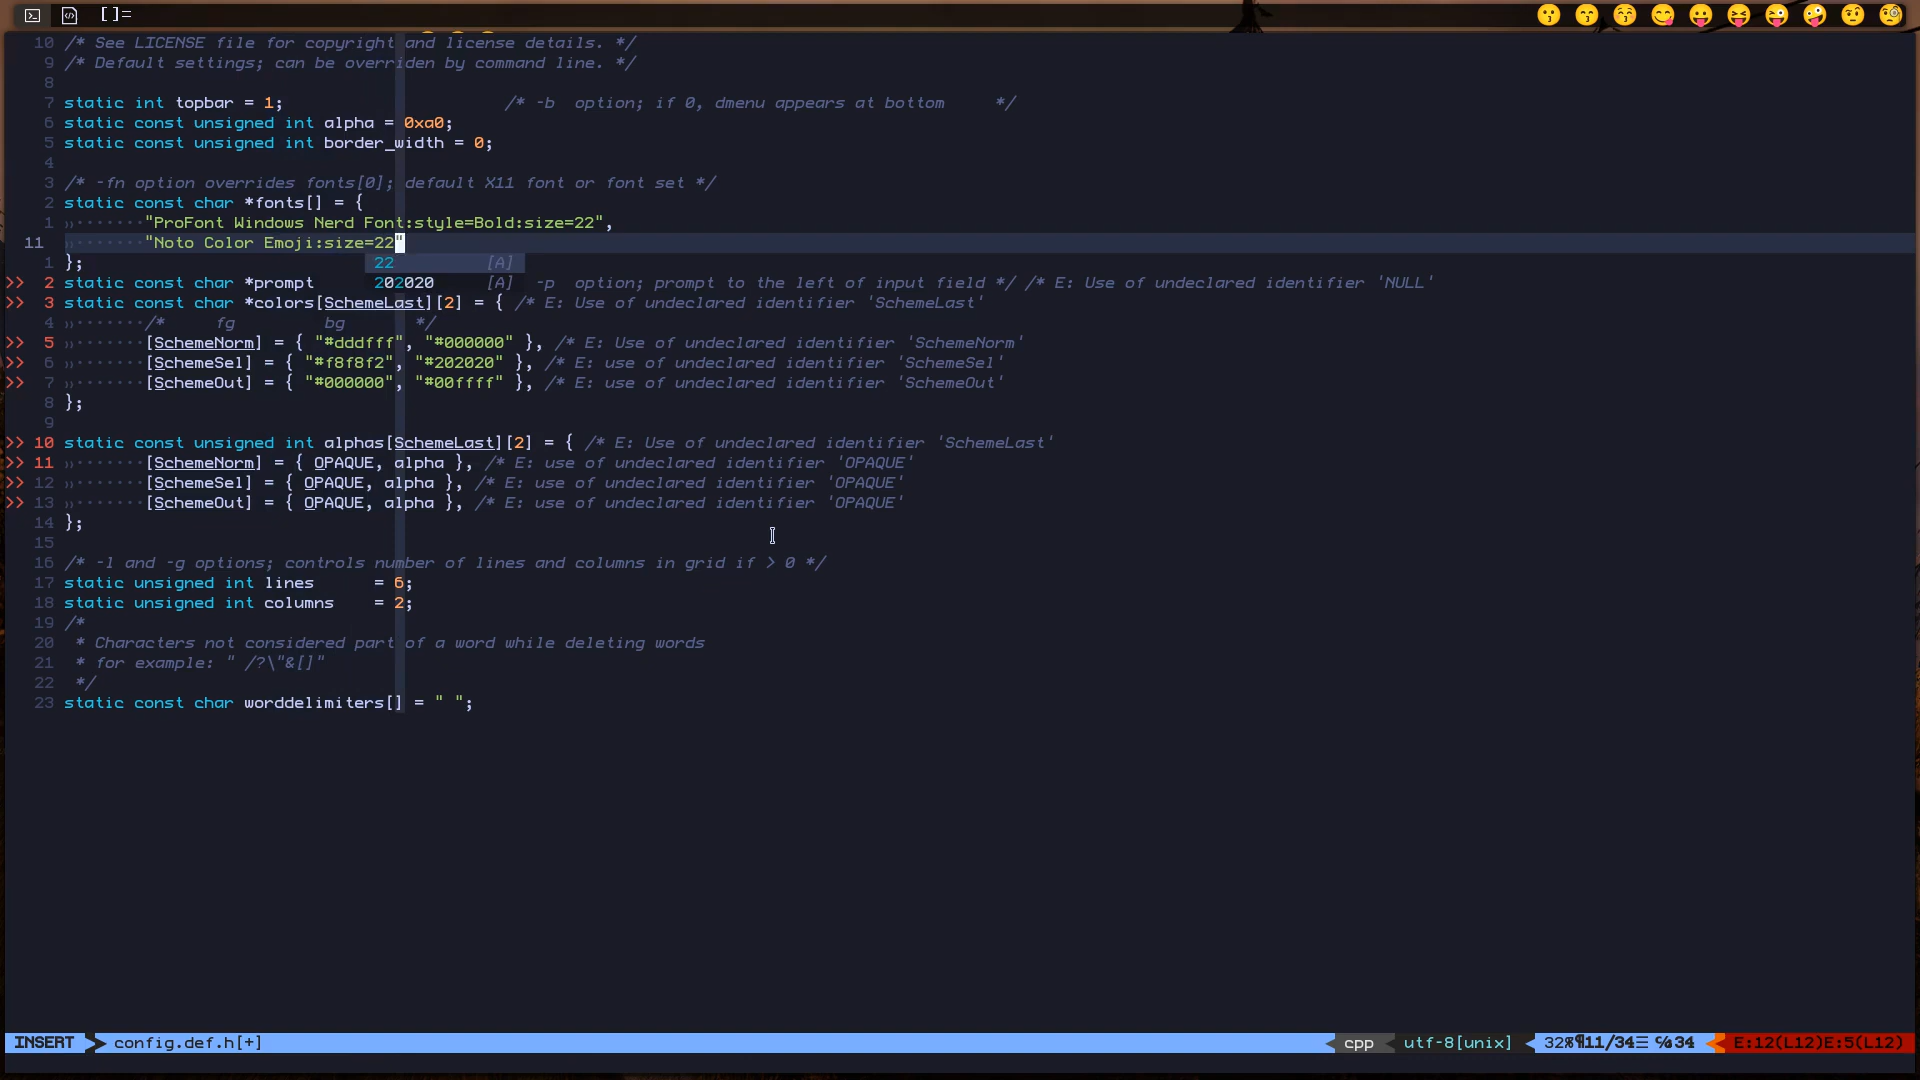 []=
10 /* See LICENSE file for copyright and license details. */
9 /* Default settings; can be overriden by command line. */
8
7 static int topbar = 1; /* -b option; if 0, dmenu appears at bottom */
6 static const unsigned int alpha = 0xa0;
5 static const unsigned int border_width = 0;
4
3 /* -fn option overrides fonts[0]; default X11 font or font set */
2 static const char *fonts[] = {
1 "ProFont Windows Nerd Font:style=Bold:size=22",
11 "Noto Color Emoji:size=22"
1 }; 22 [A]
>> 2 static const char *prompt 202020 [A] -p option; prompt to the left of input field */ /* E: Use of undeclared identifier 'NULL'
>> 3 static const char *colors[SchemeLast][2] = { /* E: Use of undeclared identifier 'SchemeLast'
4 /* fg bg */
>> 5 [SchemeNorm] = { "#dddfff", "#000000" }, /* E: Use of undeclared identifier 'SchemeNorm'
>> 6 [SchemeSel] = { "#f8f8f2", "#202020" }, /* E: use of undeclared identifier 'SchemeSel'
>> 7 [SchemeOut] = { "#000000", "#00ffff" }, /* E: use of undeclared identifier 'SchemeOut'
8 };
9
>> 10 static const unsigned int alphas[SchemeLast][2] = { /* E: Use of undeclared identifier 'SchemeLast'
>> 11 [SchemeNorm] = { OPAQUE, alpha }, /* E: use of undeclared identifier 'OPAQUE'
>> 12 [SchemeSel] = { OPAQUE, alpha }, /* E: use of undeclared identifier 'OPAQUE'
>> 13 [SchemeOut] = { OPAQUE, alpha }, /* E: use of undeclared identifier 'OPAQUE'
14 };
15
16 /* -l and -g options; controls number of lines and columns in grid if > 0 */
17 static unsigned int lines = 6;
18 static unsigned int columns = 2;
19 /*
20 * Characters not considered part of a word while deleting words
21 * for example: " /?\"&[]"
22 */
23 static const char worddelimiters[] = " ";
INSERT config.def.h[+] cpp utf-8[unix] 32%¶11/34☰ ℅34 E:12(L12)E:5(L12)